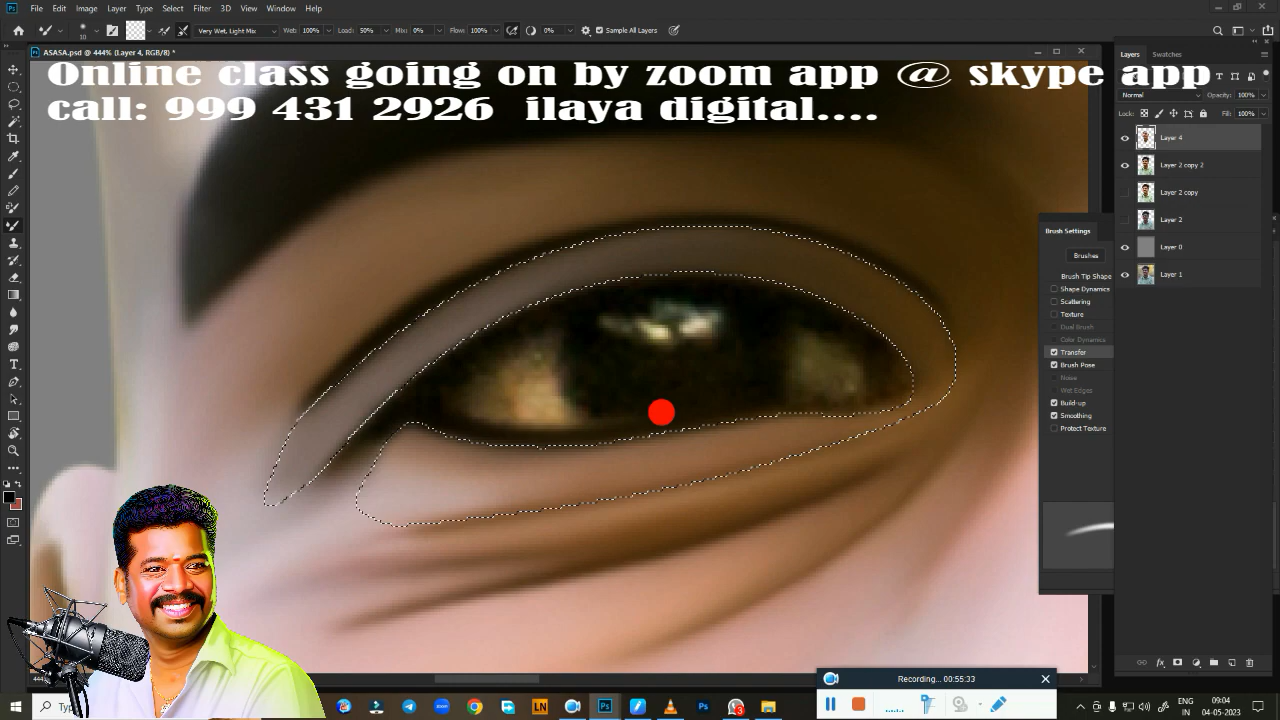 File Edit Image Layer Type Select Filter 3D View Window Help
10 Very Wet, Light Mix... Wet: 100% Load: 50% Mix: 0% Flow: 100% 0% Sample All Layers
ASASA.psd @ 444% (Layer 4, RGB/8) *
Online class going on by zoom app @ skype app
call: 999 431 2926 ilaya digital....
Layers Swatches
Normal Opacity: 100%
Lock: Fill: 100%
Layer 4
Layer 2 copy 2
Layer 2 copy
Layer 2
Layer 0
Layer 1
Brush Settings
Brushes
Brush Tip Shape
Shape Dynamics
Scattering
Texture
Dual Brush
Color Dynamics
Transfer
Brush Pose
Noise
Wet Edges
Build-up
Smoothing
Protect Texture
Recording... 00:55:33
ENG 09:04
IN 04-05-2023